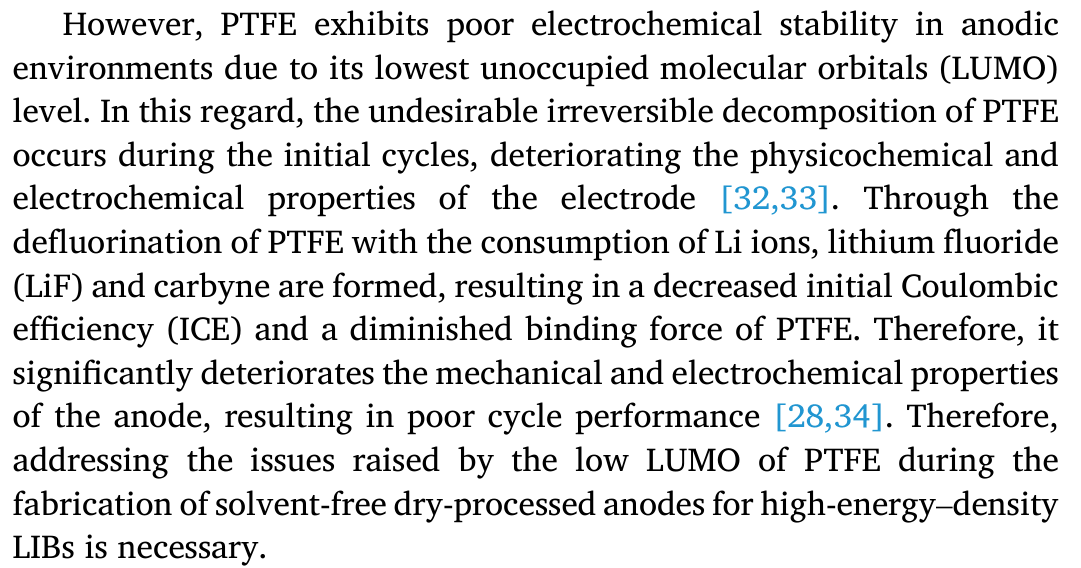 However, PTFE exhibits poor electrochemical stability in anodic
environments due to its lowest unoccupied molecular orbitals (LUMO)
level. In this regard, the undesirable irreversible decomposition of PTFE
occurs during the initial cycles, deteriorating the physicochemical and
electrochemical properties of the electrode [32,33]. Through the
defluorination of PTFE with the consumption of Li ions, lithium fluoride
(LiF) and carbyne are formed, resulting in a decreased initial Coulombic
efficiency (ICE) and a diminished binding force of PTFE. Therefore, it
significantly deteriorates the mechanical and electrochemical properties
of the anode, resulting in poor cycle performance [28,34]. Therefore,
addressing the issues raised by the low LUMO of PTFE during the
fabrication of solvent-free dry-processed anodes for high-energy–density
LIBs is necessary.